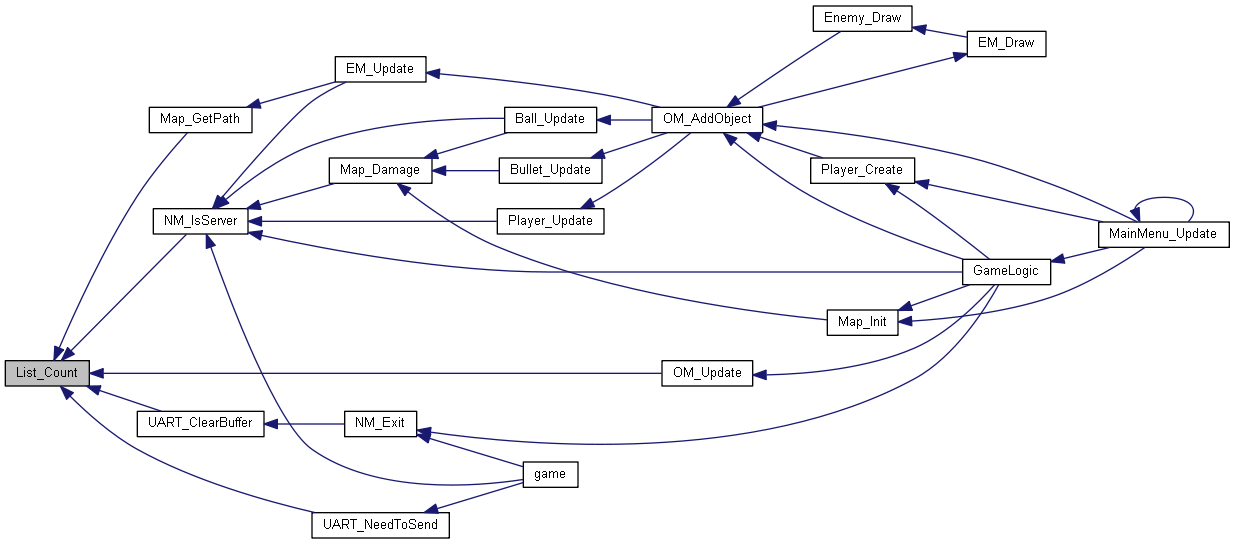 Enemy_Draw
EM_Draw
EM_Update
Map_GetPath
Ball_Update
OM_AddObject
Map_Damage
Bullet_Update
Player_Create
NM_IsServer
Player_Update
MainMenu_Update
GameLogic
Map_Init
List_Count
OM_Update
UART_ClearBuffer
NM_Exit
game
UART_NeedToSend